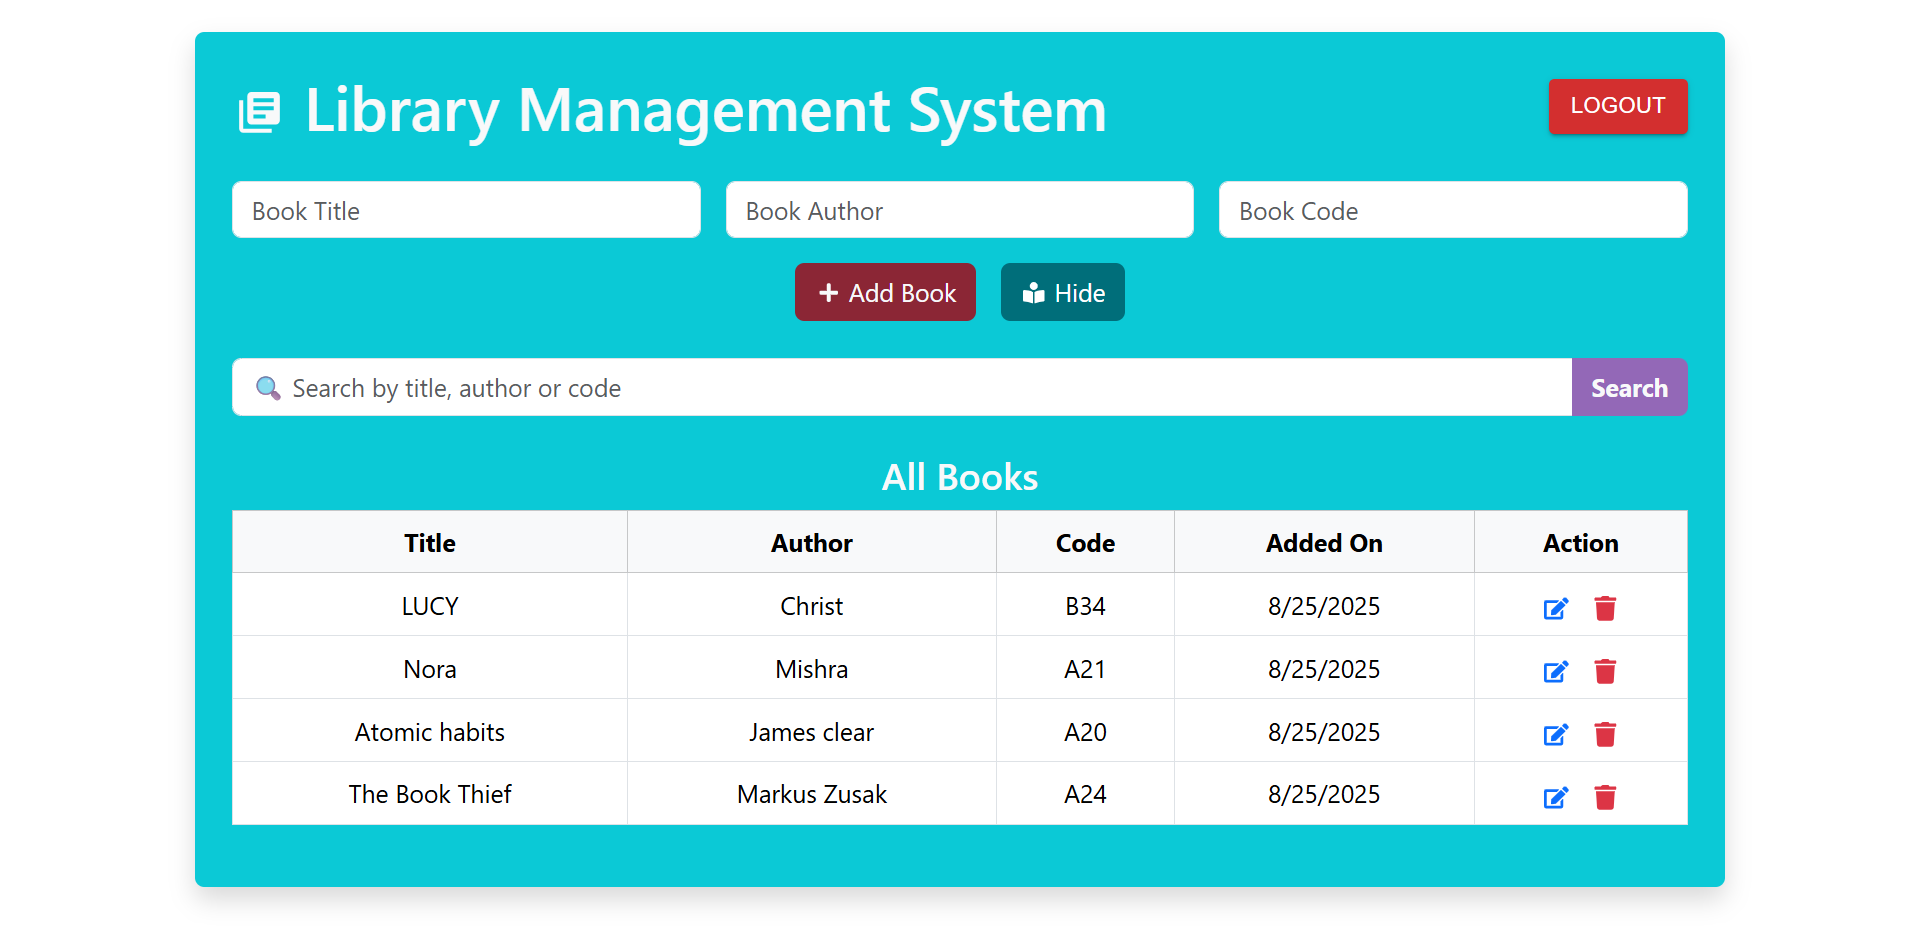 Library Management System
LOGOUT
Book Title Book Author Book Code
Add Book Hide
Search by title, author or code Search
All Books
Title Author Code Added On Action
LUCY Christ B34 8/25/2025
Nora Mishra A21 8/25/2025
Atomic habits James clear A20 8/25/2025
The Book Thief Markus Zusak A24 8/25/2025